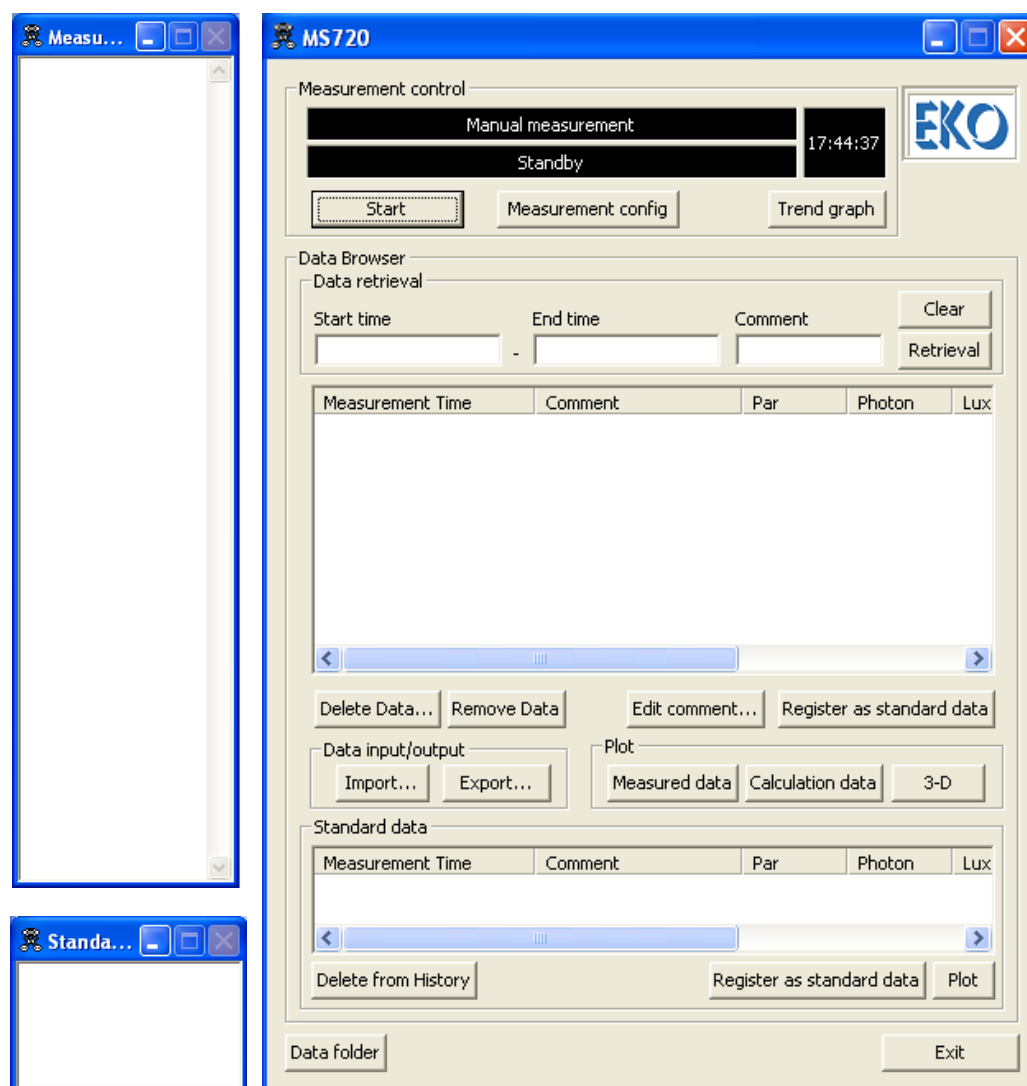 Measu...
MS720
Measurement control
Manual measurement
17:44:37
Standby
EKO
Start
Measurement config
Trend graph
Data Browser
Data retrieval
Start time
End time
Comment
Clear
-
Retrieval
Measurement Time Comment Par Photon Lux
Delete Data...
Remove Data
Edit comment...
Register as standard data
Data input/output
Plot
Import...
Export...
Measured data
Calculation data
3-D
Standard data
Measurement Time Comment Par Photon Lux
Standa...
Delete from History
Register as standard data
Plot
Data folder
Exit